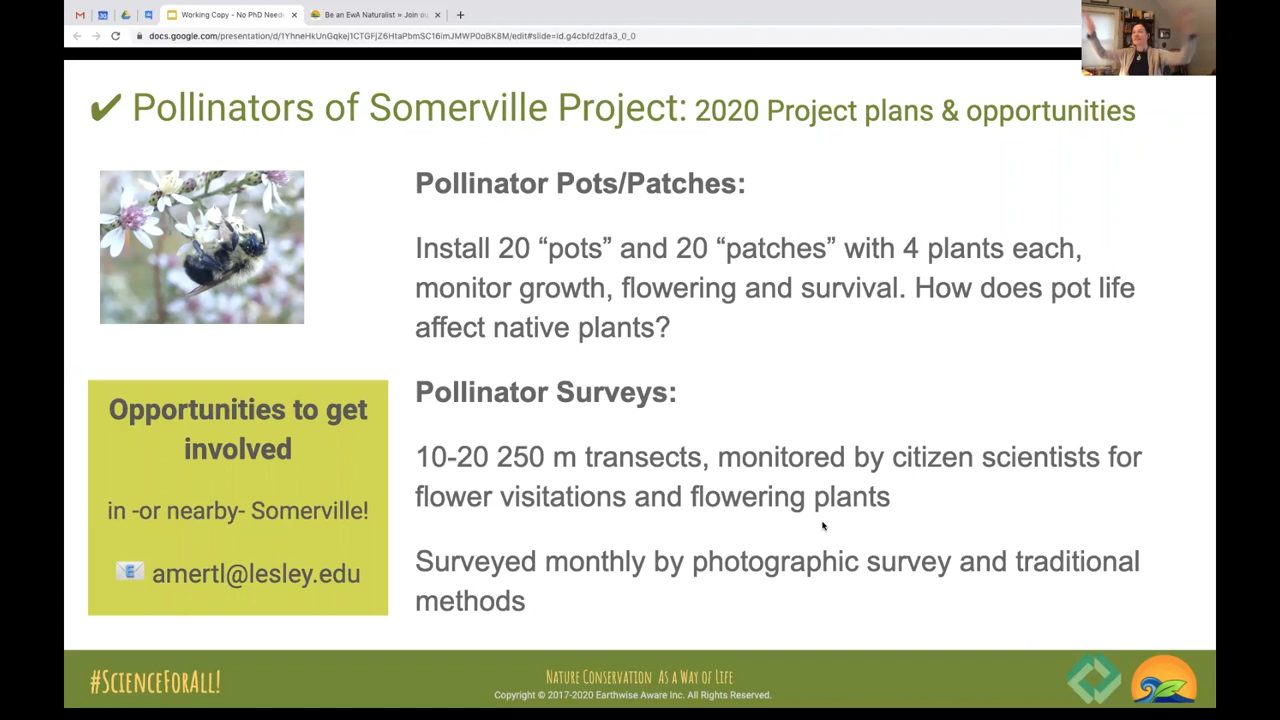 Working Copy - No PhD Neede
Be an EwA Naturalist » Join ou
docs.google.com/presentation/d/1YhneHkUnGqkej1CTGFjZ6HtaPbmSC16imJMWP0oBK8M/edit#slide=id.g4cbfd2dfa3_0_0
✔ Pollinators of Somerville Project: 2020 Project plans & opportunities
Pollinator Pots/Patches:
Install 20 “pots” and 20 “patches” with 4 plants each,
monitor growth, flowering and survival. How does pot life
affect native plants?
Opportunities to get
involved
in -or nearby- Somerville!
amertl@lesley.edu
Pollinator Surveys:
10-20 250 m transects, monitored by citizen scientists for
flower visitations and flowering plants
Surveyed monthly by photographic survey and traditional
methods
#ScienceForAll!
Nature Conservation As a Way of Life
Copyright © 2017-2020 Earthwise Aware Inc. All Rights Reserved.